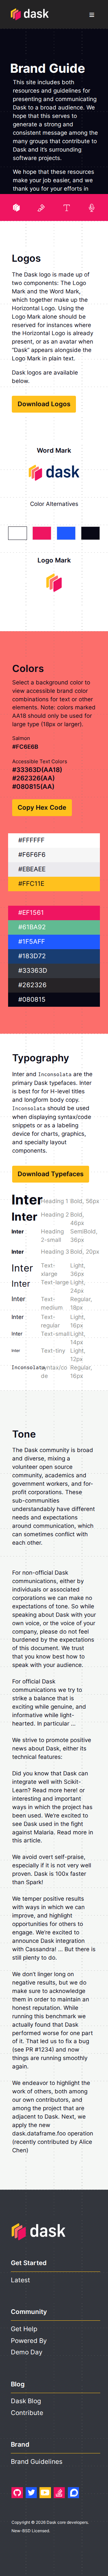 dask
Brand Guide
This site includes both
resources and guidelines for
presenting and communicating
Dask to a broad audience. We
hope this serves to
generate a strong and
consistent message among the
many groups that contribute to
Dask and it's surrounding
software projects.
We hope that these resources
make your job easier, and we
thank you for your efforts in
Logos
The Dask logo is made up of
two components: The Logo
Mark and the Word Mark,
which together make up the
Horizontal Logo. Using the
Logo Mark alone should be
reserved for instances where
the Horizontal Logo is already
present, or as an avatar when
"Dask" appears alongside the
Logo Mark in plain text.
Dask logos are available
below.
Download Logos
Word Mark
dask
Color Alternatives
Logo Mark
Colors
Select a background color to
view accessible brand color
combinations for text or other
element. Note: colors marked
AA18 should only be used for
large type (18px or larger).
Salmon
#FC6E6B
Accessible Text Colors
#33363D(AA18)
#262326(AA)
#080815(AA)
Copy Hex Code
#FFFFFF
#F6F6F6
#EBEAEE
#FFC11E
#EF1561
#61BA92
#1F5AFF
#183D72
#33363D
#262326
#080815
Typography
Inter and Inconsolata are the
primary Dask typefaces. Inter
is best for for H-level titles
and longform body copy.
Inconsolata should be used
when displaying syntax/code
snippets or as a labeling
device for charts, graphics,
and specialty layout
components.
Download Typefaces
Inter Heading 1 Bold, 56px
Inter Heading 2 Bold, 46px
Inter Heading 2-small SemiBold, 36px
Inter Heading 3 Bold, 20px
Inter Text-xlarge Light, 36px
Inter Text-large Light, 24px
Inter Text-medium Regular, 18px
Inter Text-regular Light, 16px
Inter Text-small Light, 14px
Inter Text-tiny Light, 12px
Inconsolata syntax/code Regular, 16px
Tone
The Dask community is broad
and diverse, mixing a
volunteer open source
community, academics and
government workers, and for-
profit companies. These
sub-communities
understandably have different
needs and expectations
around communication, which
can sometimes conflict with
each other.
For non-official Dask
communications, either by
individuals or associated
corporations we can make no
expectations of tone. So while
speaking about Dask with your
own voice, or the voice of your
company, please do not feel
burdened by the expectations
of this document. We trust
that you know best how to
speak with your audience.
For official Dask
communications we try to
strike a balance that is
exciting while genuine, and
informative while light-
hearted. In particular ...
We strive to promote positive
news about Dask, either its
technical features:
Did you know that Dask can
integrate well with Scikit-
Learn? Read more here! or
interesting and important
ways in which the project has
been used. We're excited to
see Dask used in the fight
against Malaria. Read more in
this article.
We avoid overt self-praise,
especially if it is not very well
proven. Dask is 100x faster
than Spark!
We temper positive results
with ways in which we can
improve, and highlight
opportunities for others to
engage. We're excited to
announce Dask integration
with Cassandra! ... But there is
still plenty to do.
We don't linger long on
negative results, but we do
make sure to acknowledge
them in order to maintain an
honest reputation. While
running this benchmark we
actually found that Dask
performed worse for one part
of it. That led us to fix a bug
(see PR #1234) and now
things are running smoothly
again.
We endeavor to highlight the
work of others, both among
our own contributors, and
among the project that are
adjacent to Dask. Next, we
apply the new
dask.dataframe.foo operation
(recently contributed by Alice
Chen)
dask
Get Started
Latest
Community
Get Help
Powered By
Demo Day
Blog
Dask Blog
Contribute
Brand
Brand Guidelines
Copyright © 2026 Dask core developers.
New-BSD Licensed